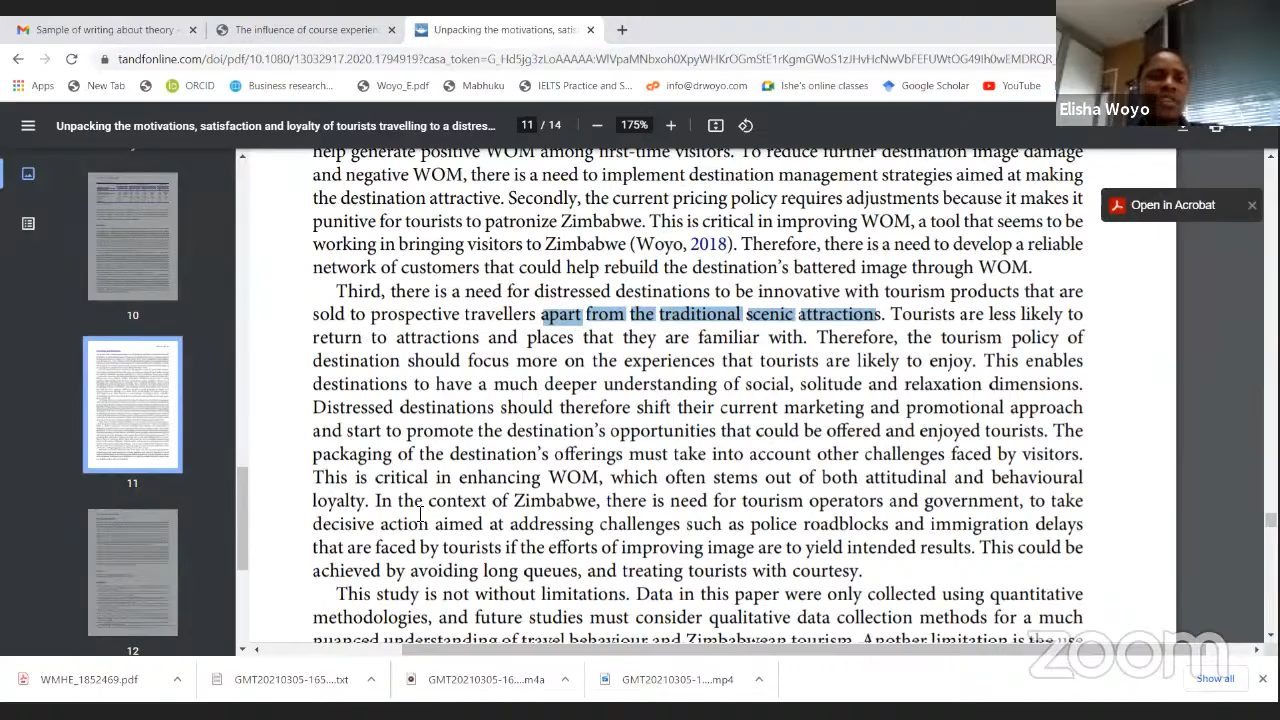 Sample of writing about theory -
The influence of course experien
Unpacking the motivations, satis
tandfonline.com/doi/pdf/10.1080/13032917.2020.1794919?casa_token=
Apps
New Tab
ORCID
Business research...
Woyo_E.pdf
Mabhuku
IELTS Practice and S...
info@drwoyo.com
Ishe's online classes
Google Scholar
YouTube
Elisha Woyo
Unpacking the motivations, satisfaction and loyalty of tourists travelling to a distres...
11 / 14
175%
Open in Acrobat
10
11
12
help generate positive WOM among first-time visitors. To reduce further destination image damage
and negative WOM, there is a need to implement destination management strategies aimed at making
the destination attractive. Secondly, the current pricing policy requires adjustments because it makes it
punitive for tourists to patronize Zimbabwe. This is critical in improving WOM, a tool that seems to be
working in bringing visitors to Zimbabwe (Woyo, 2018). Therefore, there is a need to develop a reliable
network of customers that could help rebuild the destination's battered image through WOM.
Third, there is a need for distressed destinations to be innovative with tourism products that are
sold to prospective travellers apart from the traditional scenic attractions. Tourists are less likely to
return to attractions and places that they are familiar with. Therefore, the tourism policy of
destination should focus more on the experiences that tourists are likely to enjoy. This enables
destinations to have a much deeper understanding of social, solitude and relaxation dimensions.
Distressed destinations should therefore shift their current marketing and promotional approach
and start to promote the destination's opportunities that could be offered and enjoyed tourists. The
packaging of the destination's offerings must take into account other challenges faced by visitors.
This is critical in enhancing WOM, which often stems out of both attitudinal and behavioural
loyalty. In the context of Zimbabwe, there is need for tourism operators and government, to take
decisive action aimed at addressing challenges such as police roadblocks and immigration delays
that are faced by tourists if the efforts of improving image are to yield intended results. This could be
achieved by avoiding long queues, and treating tourists with courtesy.
This study is not without limitations. Data in this paper were only collected using quantitative
methodologies, and future studies must consider qualitative data collection methods for a much
nuanced understanding of travel behaviour and Zimbabwean tourism. Another limitation is the use
zoom
WMHE_1852469.pdf
GMT20210305-165....txt
GMT20210305-16....m4a
GMT20210305-1....mp4
Show all